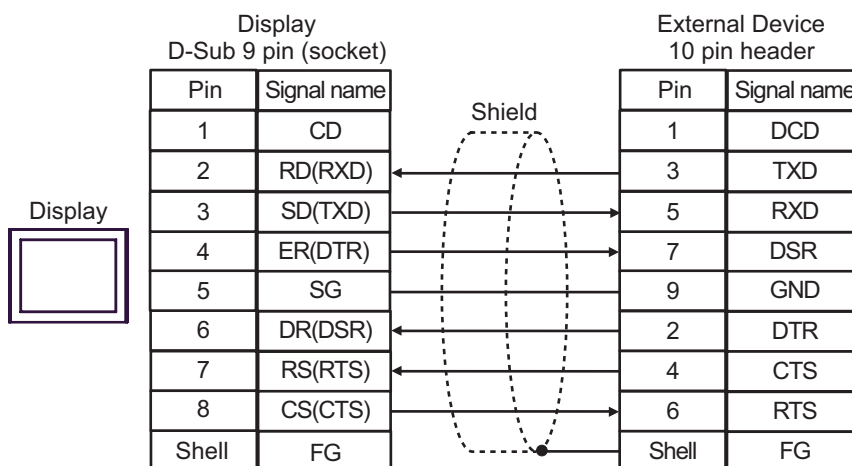 Display
D-Sub 9 pin (socket)
External Device
10 pin header
Pin Signal name
Pin Signal name
Shield
1 CD
1 DCD
2 RD(RXD)
3 TXD
Display
3 SD(TXD)
5 RXD
4 ER(DTR)
7 DSR
5 SG
9 GND
6 DR(DSR)
2 DTR
7 RS(RTS)
4 CTS
8 CS(CTS)
6 RTS
Shell FG
Shell FG